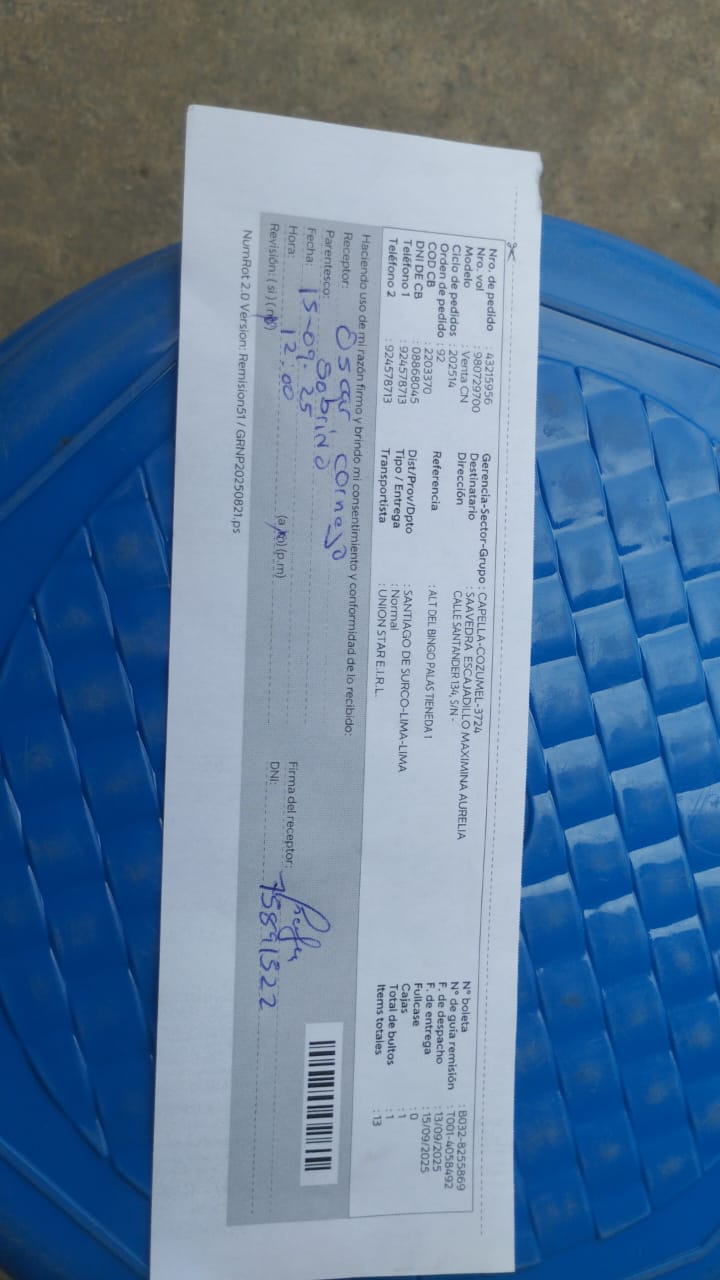 Nro. de pedido : 43215956
Nro. vol : 980729700
Modelo : Venta CN
Ciclo de pedidos : 202514
Orden de pedido : 92
COD CB : 2203370
DNI DE CB : 08868045
Teléfono 1 : 924578713
Teléfono 2 : 924578713
Gerencia-Sector-Grupo : CAPELLA-COZUMEL-3724
Destinatario : SAAVEDRA ESCAJADILLO MAXIMINA AURELIA
Dirección CALLE SANTANDER 134, S/N -
Referencia : ALT DEL BINGO PALAS TIENEDA 1
Dist/Prov/Dpto : SANTIAGO DE SURCO-LIMA-LIMA
Tipo / Entrega : Normal
Transportista : UNION STAR E.I.R.L.
N° boleta : B032-8255869
N° de guía remisión : T001-4058492
F. de despacho : 13/09/2025
F. de entrega : 15/09/2025
Fullcase : 0
Cajas : 1
Total de bultos : 1
Items totales : 13
Haciendo uso de mi razón firmo y brindo mi consentimiento y conformidad de lo recibido:
Receptor: Oscar cornejo
Parentesco: sobrino
Fecha: 15-09-25
Hora: 12:00 (a.m) (p.m)
Revisión: ( si ) ( no )
Firma del receptor:
DNI: 75891522
NumRot 2.0 Version: Remision51 / GRNP20250821.ps